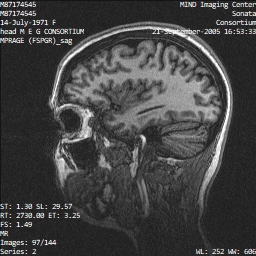 M87174545
M87174545
14-July-1971 F
head M E G CONSORTIUM
MPRAGE (FSPGR)_sag
MIND Imaging Center
Sonata
Consortium
21-September-2005 16:53:33
ST: 1.30 SL: 29.57
RT: 2730.00 ET: 3.25
FS: 1.49
MR
Images: 97/144
Series: 2
WL: 252 WW: 606